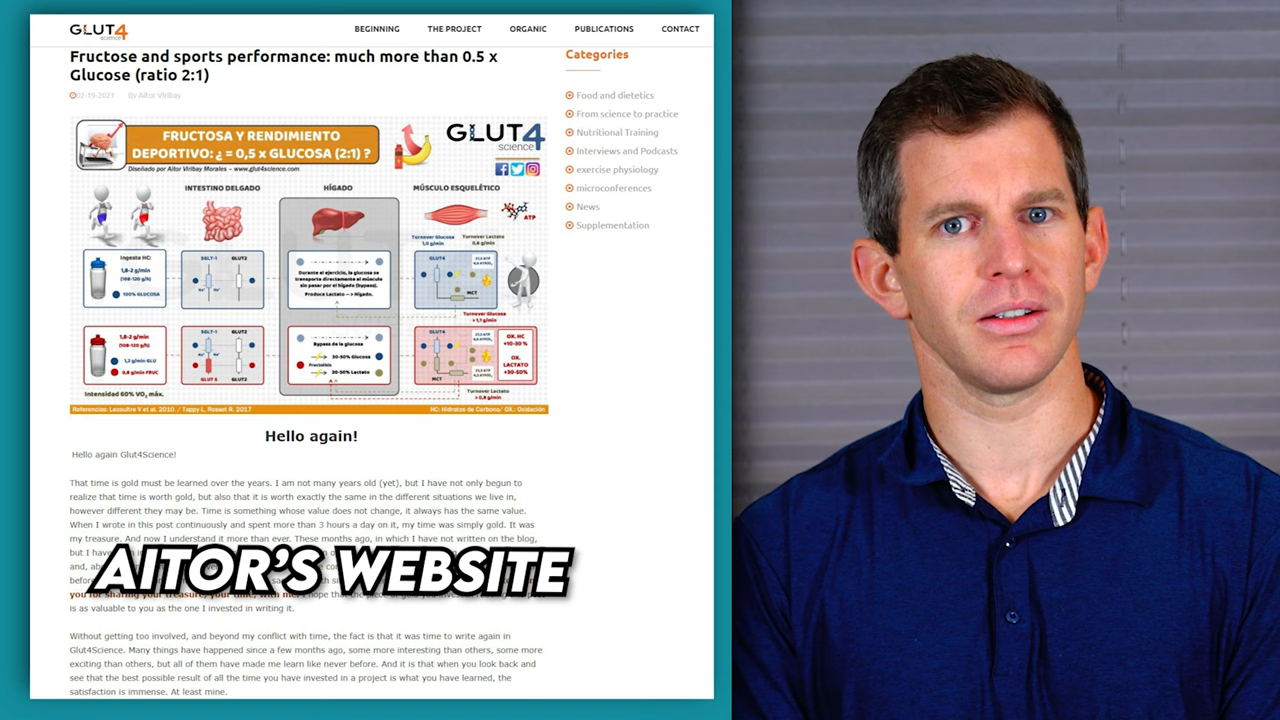 GLUT4
science
BEGINNING THE PROJECT ORGANIC PUBLICATIONS CONTACT
Fructose and sports performance: much more than 0.5 x
Glucose (ratio 2:1)
02-19-2021 By Aitor Viribay
FRUCTOSA Y RENDIMIENTO
DEPORTIVO: ¿ = 0,5 x GLUCOSA (2:1) ?
Diseñado por Aitor Viribay Morales - www.glut4science.com
GLUT4
science
INTESTINO DELGADO HÍGADO MÚSCULO ESQUELÉTICO
ATP
Turnover Glucosa Turnover Lactato
Ingesta HC:
1,8-2 g/min
(108-120 g/h)
100% GLUCOSA
SGLT-1 GLUT2
Durante el ejercicio, la glucosa se
transporta directamente al músculo
sin pasar por el hígado (bypass).
Produce Lactato --> Hígado.
GLUT4
MCT
Turnover Glucosa
1,8-2 g/min
(108-120 g/h)
1,2 g/min GLU
0,8 g/min FRUC
SGLT-1 GLUT2
GLUT 5 GLUT2
Bypass de la glucosa
30-50% Glucosa
Fructolisis
20-50% Lactato
GLUT4
MCT
OX. HC
+10-30 %
OX.
LACTATO
+30-50%
Turnover Lactato
Intensidad 60% VO2 máx.
Referencias: Lecoultre V et al. 2010. / Tappy L, Rosset R. 2017 HC: Hidratos de Carbono/ OX.: Oxidación
Categories
Food and dietetics
From science to practice
Nutritional Training
Interviews and Podcasts
exercise physiology
microconferences
News
Supplementation
Hello again!
Hello again Glut4Science!
That time is gold must be learned over the years. I am not many years old (yet), but I have not only begun to
realize that time is worth gold, but also that it is worth exactly the same in the different situations we live in,
however different they may be. Time is something whose value does not change, it always has the same value.
When I wrote in this post continuously and spent more than 3 hours a day on it, my time was simply gold. It was
my treasure. And now I understand it more than ever. These months ago, in which I have not written on the blog,
but I have
and,
before
you for sharing your treasure, your time, with me. I hope that the
is as valuable to you as the one I invested in writing it.
AITOR'S WEBSITE
Without getting too involved, and beyond my conflict with time, the fact is that it was time to write again in
Glut4Science. Many things have happened since a few months ago, some more interesting than others, some more
exciting than others, but all of them have made me learn like never before. And it is that when you look back and
see that the best possible result of all the time you have invested in a project is what you have learned, the
satisfaction is immense. At least mine.